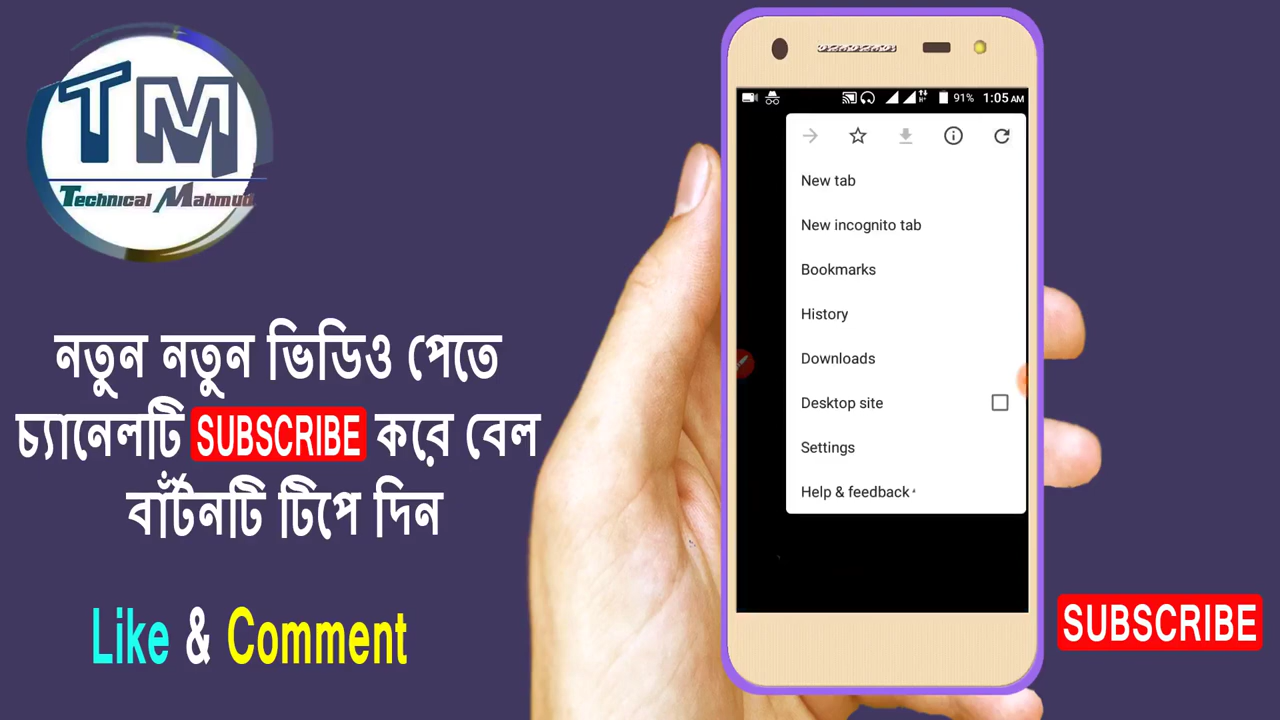 TM
Technical Mahmud
নতুন নতুন ভিডিও পেতে
চ্যানেলটি SUBSCRIBE করে বেল
বাঁর্টনটি টিপে দিন
Like & Comment
91% 1:05 AM
New tab
New incognito tab
Bookmarks
History
Downloads
Desktop site
Settings
Help & feedback
SUBSCRIBE